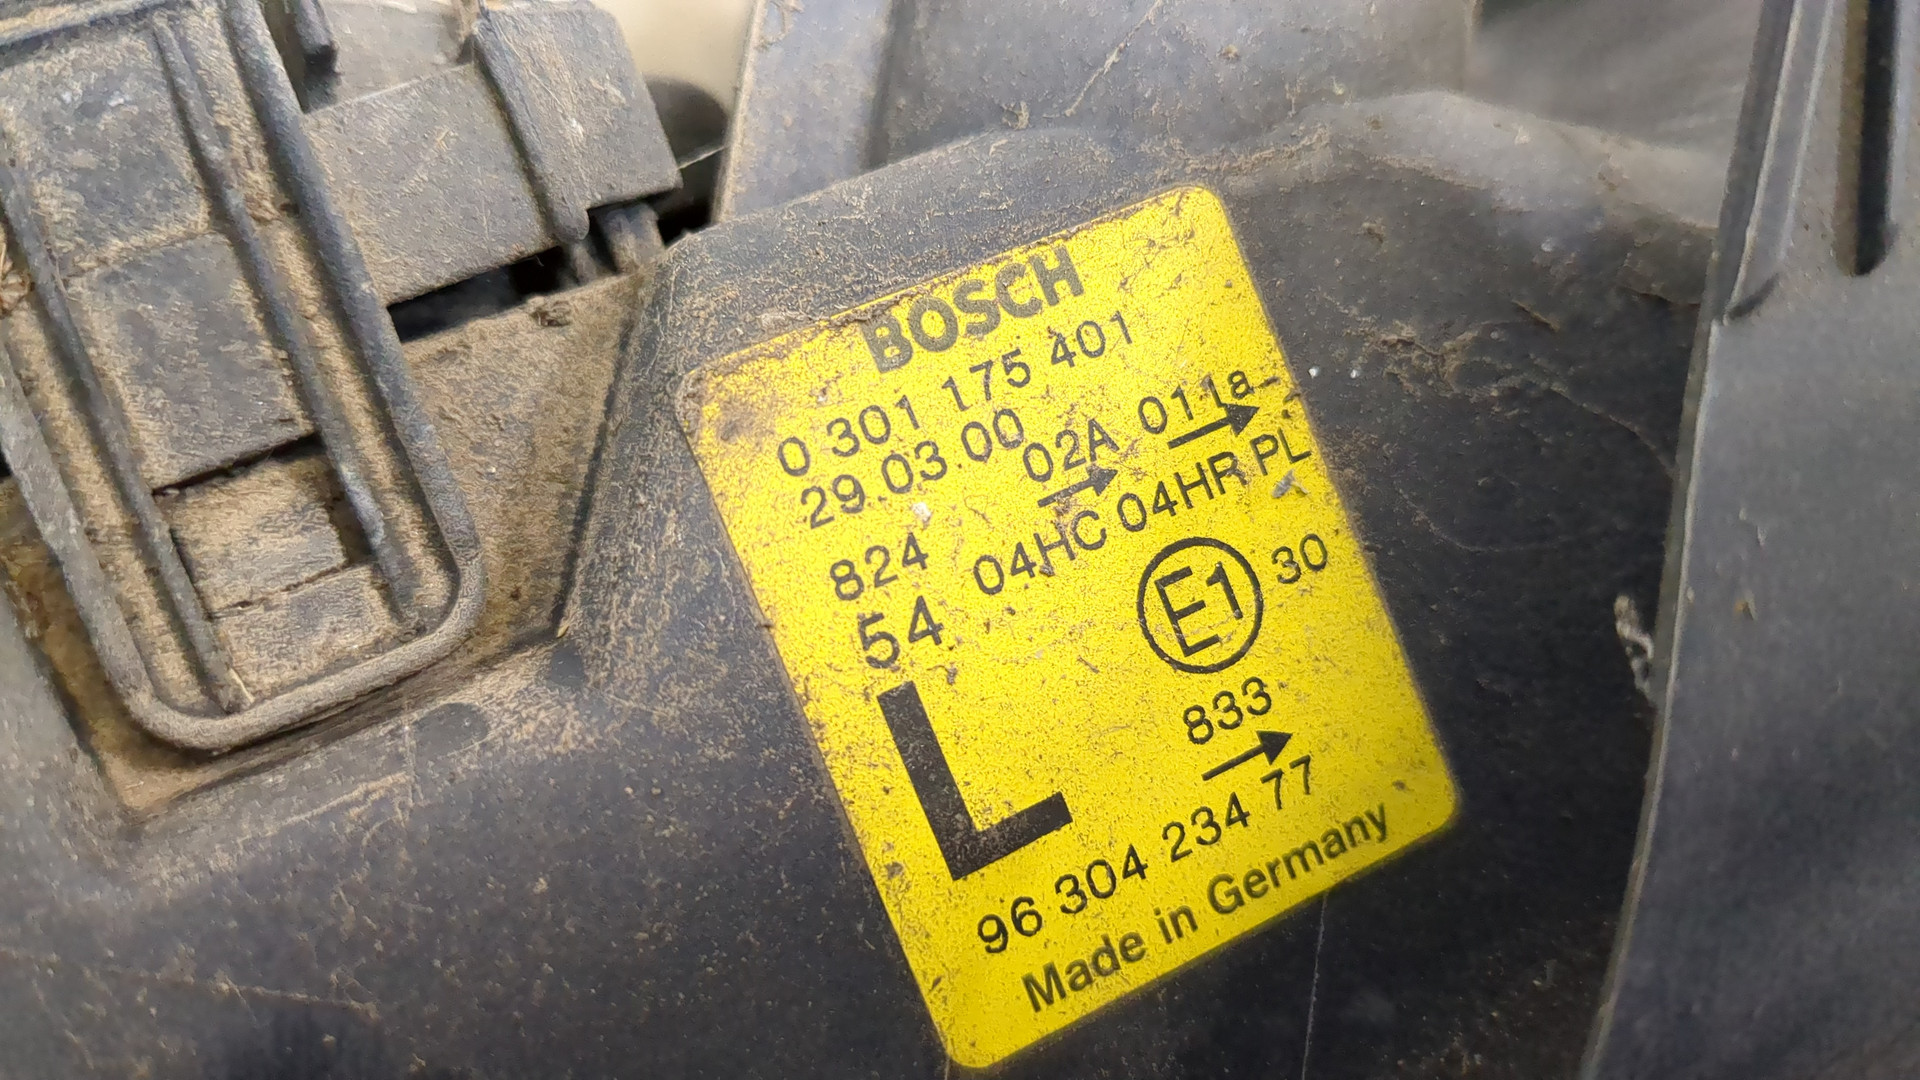 BOSCH
0 301 175 401
29.03.00
02A 011a
824 04HC 04HR PL
54 E1 30
L
833
96 304 234 77
Made in Germany